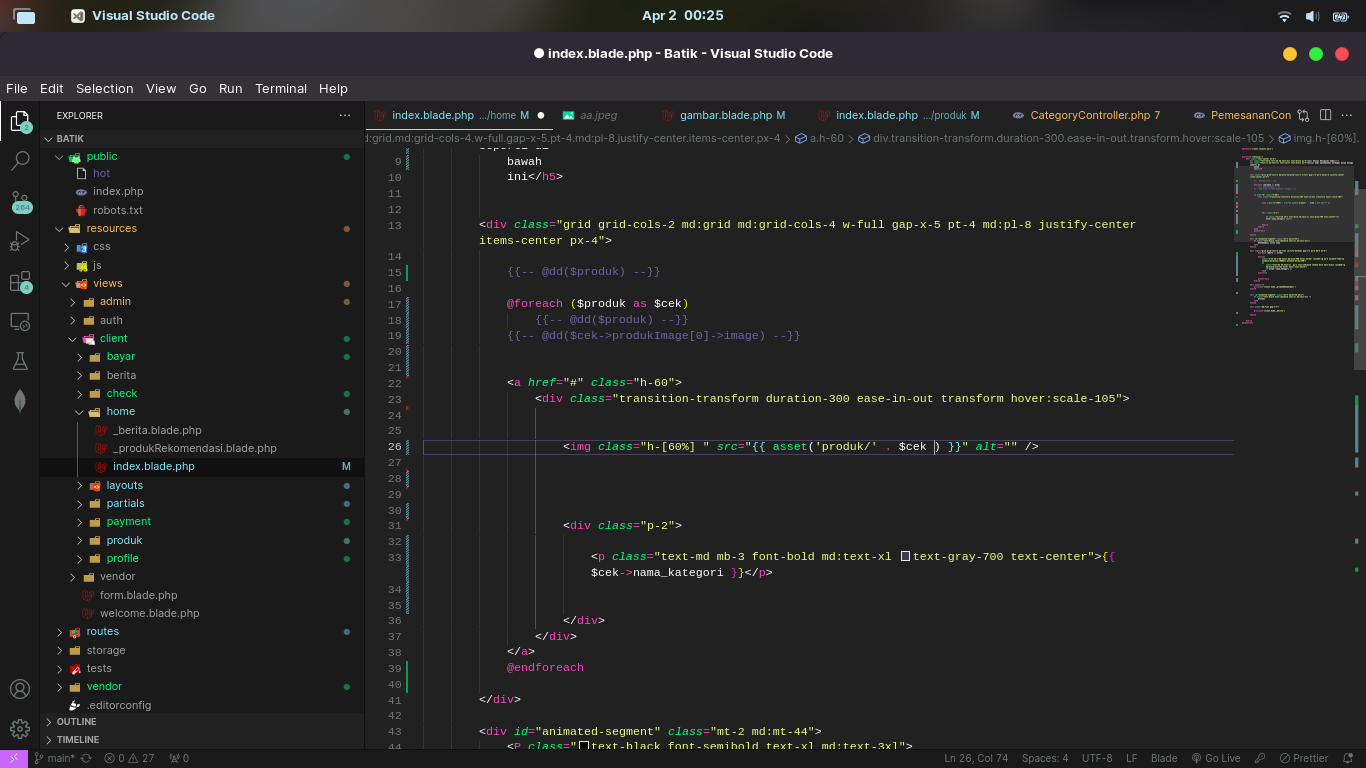 Visual Studio Code
Apr 2 00:25
● index.blade.php - Batik - Visual Studio Code
File Edit Selection View Go Run Terminal Help
EXPLORER ···
index.blade.php .../home M ●
aa.jpeg
gambar.blade.php M
index.blade.php .../produk M
CategoryController.php 7
PemesananCon
BATIK
d:grid.md:grid-cols-4.w-full.gap-x-5.pt-4.md:pl-8.justify-center.items-center.px-4 > a.h-60 > div.transition-transform.duration-300.ease-in-out.transform.hover:scale-105 > img.h-[60%].
public
hot
index.php
robots.txt
resources
css
js
views
admin
auth
client
bayar
berita
check
home
_berita.blade.php
_produkRekomendasi.blade.php
index.blade.php M
layouts
partials
payment
produk
profile
vendor
form.blade.php
welcome.blade.php
routes
storage
tests
vendor
.editorconfig
OUTLINE
TIMELINE
264
2
4
9 bawah
10 ini</h5>
11
12
13 <div class="grid grid-cols-2 md:grid md:grid-cols-4 w-full gap-x-5 pt-4 md:pl-8 justify-center
items-center px-4">
14
15 {{-- @dd($produk) --}}
16
17 @foreach ($produk as $cek)
18 {{-- @dd($produk) --}}
19 {{-- @dd($cek->produkImage[0]->image) --}}
20
21
22 <a href="#" class="h-60">
23 <div class="transition-transform duration-300 ease-in-out transform hover:scale-105">
24
25
26 <img class="h-[60%] " src="{{ asset('produk/' . $cek ) }}" alt="" />
27
28
29
30
31 <div class="p-2">
32
33 <p class="text-md mb-3 font-bold md:text-xl text-gray-700 text-center">{{
$cek->nama_kategori }}</p>
34
35
36 </div>
37 </div>
38 </a>
39 @endforeach
40
41 </div>
42
43 <div id="animated-segment" class="mt-2 md:mt-44">
44 <P class="text-black font-semibold text-xl md:text-3xl">
main* 0 27 0
Ln 26, Col 74 Spaces: 4 UTF-8 LF Blade Go Live Prettier